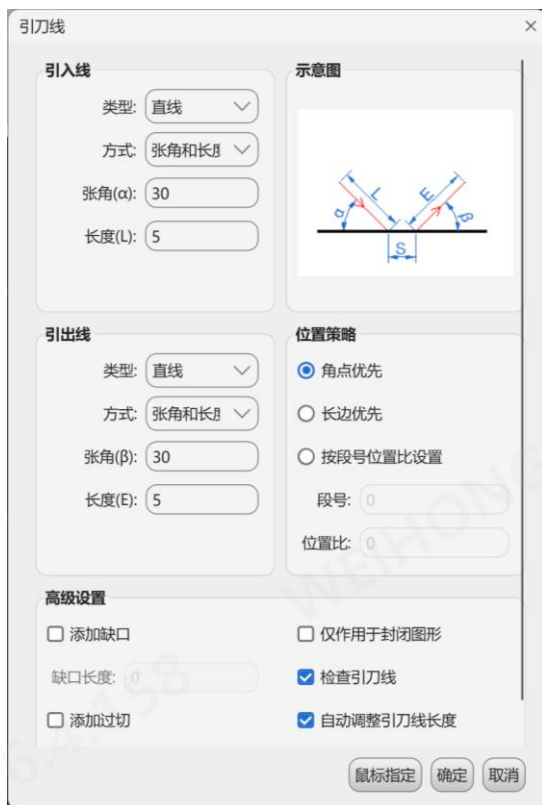 引刀线
引入线
类型: 直线
方式: 张角和长度
张角(α): 30
长度(L): 5
示意图
α L E β
S
引出线
类型: 直线
方式: 张角和长度
张角(β): 30
长度(E): 5
位置策略
角点优先
长边优先
按段号位置比设置
段号: 0
位置比: 0
高级设置
添加缺口
缺口长度: 0
添加过切
仅作用于封闭图形
检查引刀线
自动调整引刀线长度
鼠标指定 确定 取消
WEIHONG
6.4.158